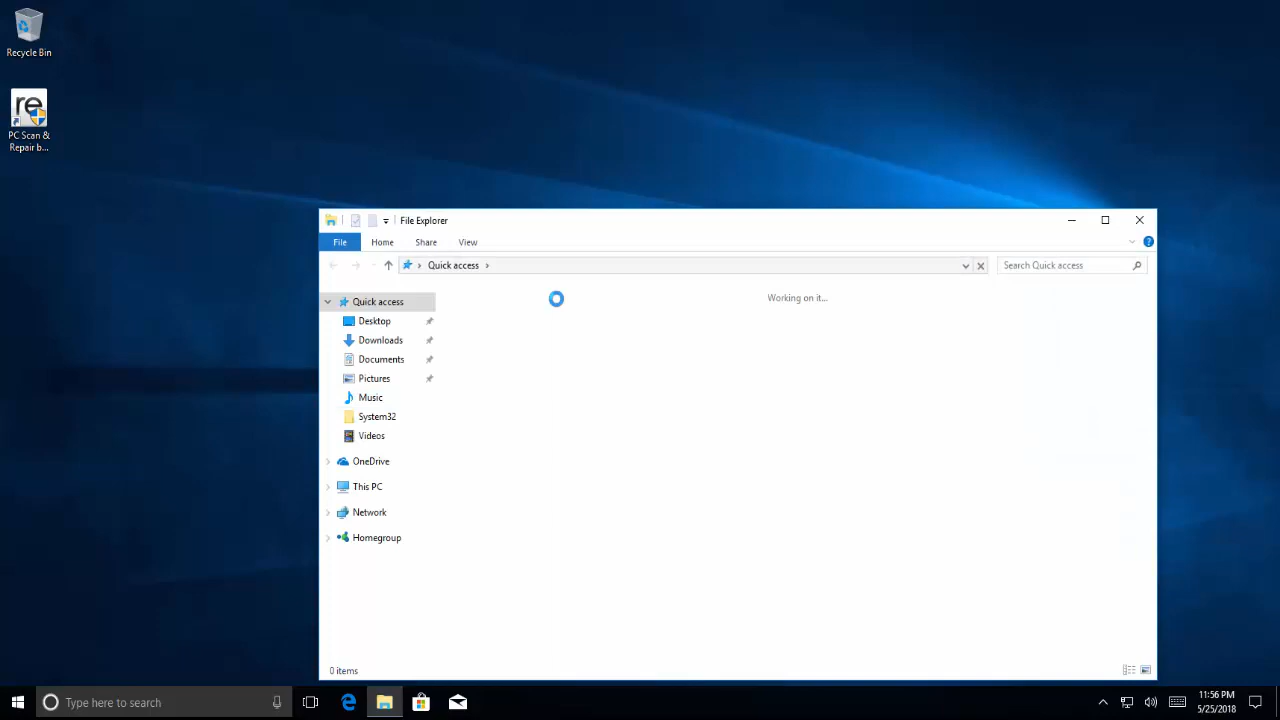 Recycle Bin
re
PC Scan &
Repair b...
File Explorer
File Home Share View
Quick access
Search Quick access
Working on it...
Quick access
Desktop
Downloads
Documents
Pictures
Music
System32
Videos
OneDrive
This PC
Network
Homegroup
0 items
Type here to search
11:56 PM
5/25/2018